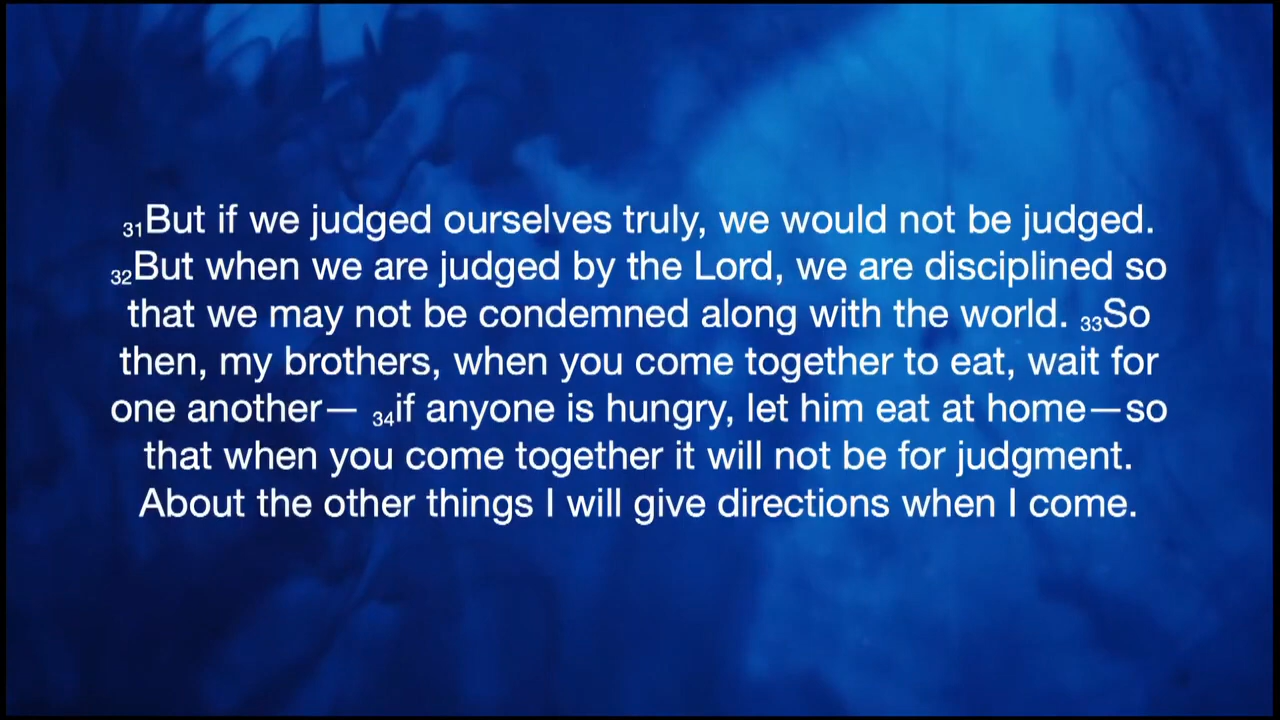 31But if we judged ourselves truly, we would not be judged.
32But when we are judged by the Lord, we are disciplined so
that we may not be condemned along with the world. 33So
then, my brothers, when you come together to eat, wait for
one another— 34if anyone is hungry, let him eat at home—so
that when you come together it will not be for judgment.
About the other things I will give directions when I come.